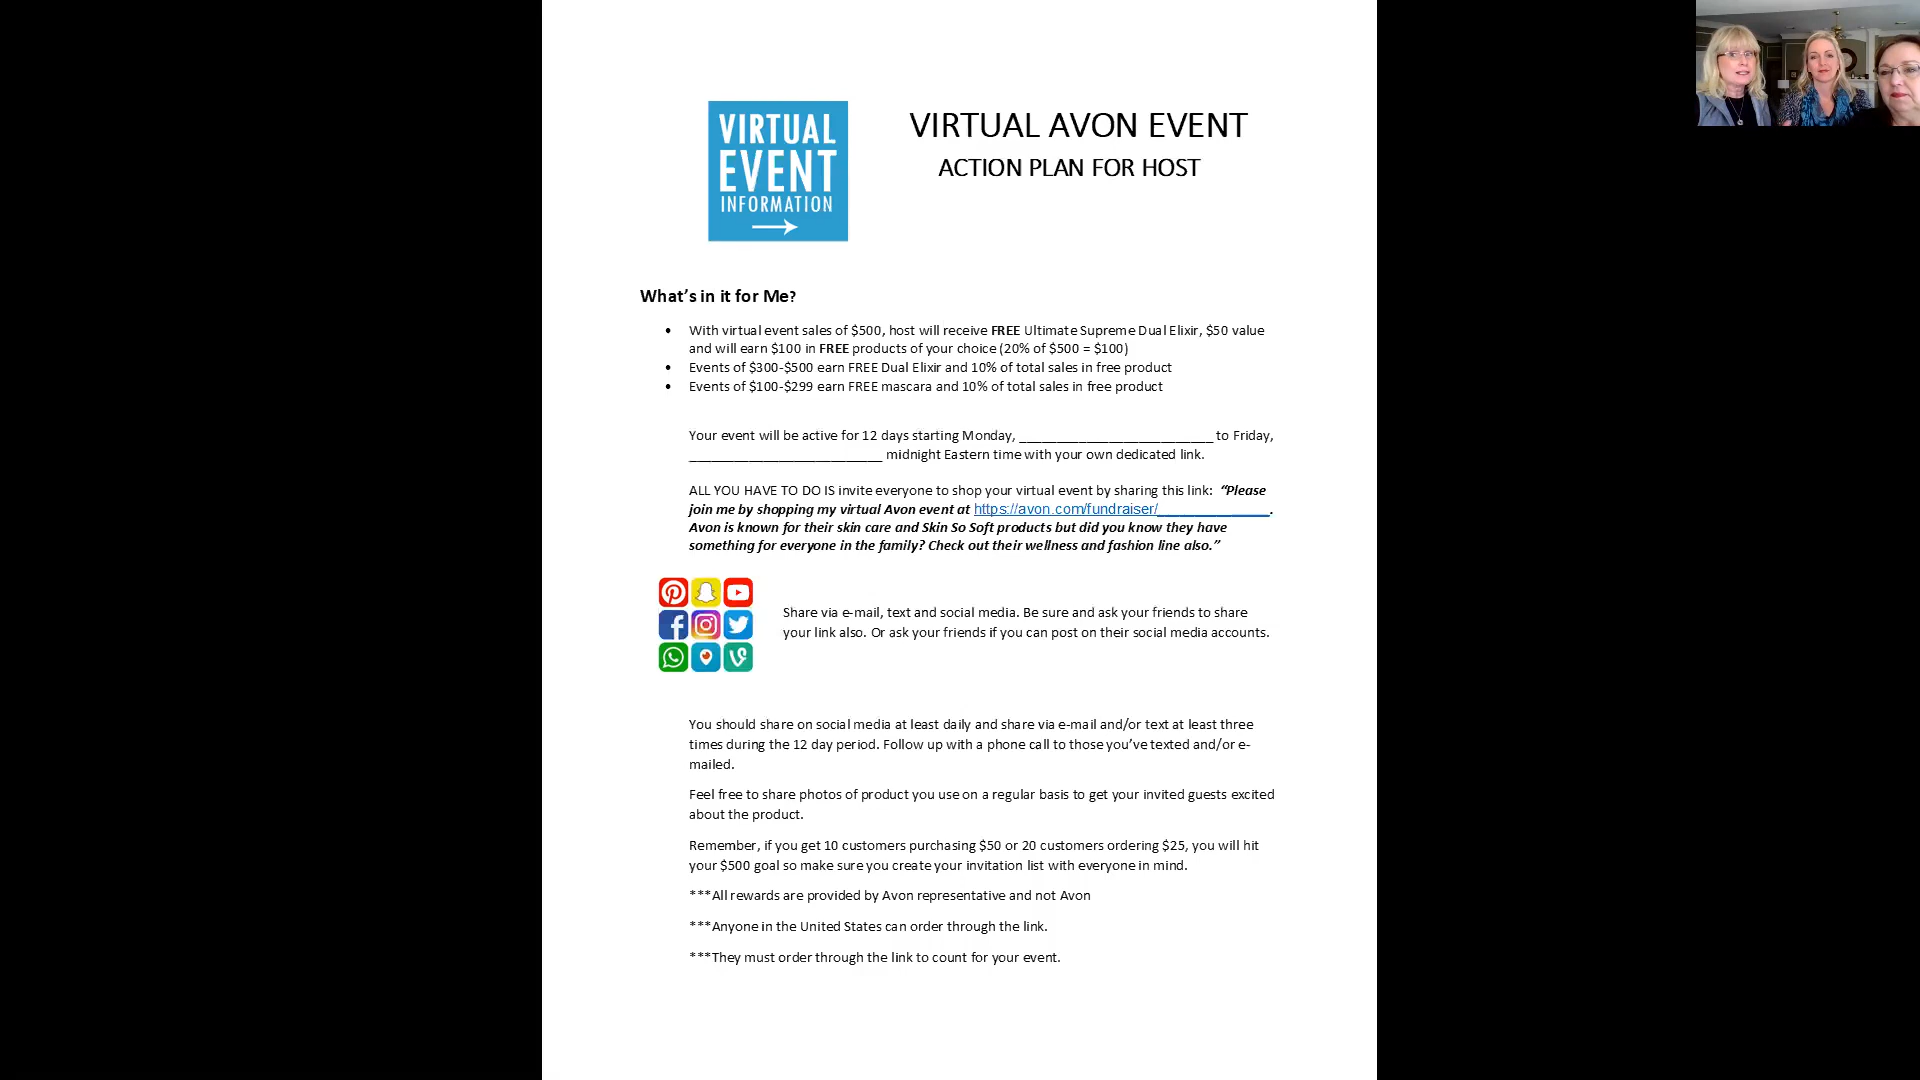 VIRTUAL
EVENT
INFORMATION
VIRTUAL AVON EVENT
ACTION PLAN FOR HOST
What's in it for Me?
• With virtual event sales of $500, host will receive FREE Ultimate Supreme Dual Elixir, $50 value
and will earn $100 in FREE products of your choice (20% of $500 = $100)
• Events of $300-$500 earn FREE Dual Elixir and 10% of total sales in free product
• Events of $100-$299 earn FREE mascara and 10% of total sales in free product
Your event will be active for 12 days starting Monday, __________________________ to Friday,
__________________________ midnight Eastern time with your own dedicated link.
ALL YOU HAVE TO DO IS invite everyone to shop your virtual event by sharing this link: “Please
join me by shopping my virtual Avon event at https://avon.com/fundraiser/______________.
Avon is known for their skin care and Skin So Soft products but did you know they have
something for everyone in the family? Check out their wellness and fashion line also.”
Share via e-mail, text and social media. Be sure and ask your friends to share
your link also. Or ask your friends if you can post on their social media accounts.
You should share on social media at least daily and share via e-mail and/or text at least three
times during the 12 day period. Follow up with a phone call to those you’ve texted and/or e-
mailed.
Feel free to share photos of product you use on a regular basis to get your invited guests excited
about the product.
Remember, if you get 10 customers purchasing $50 or 20 customers ordering $25, you will hit
your $500 goal so make sure you create your invitation list with everyone in mind.
***All rewards are provided by Avon representative and not Avon
***Anyone in the United States can order through the link.
***They must order through the link to count for your event.